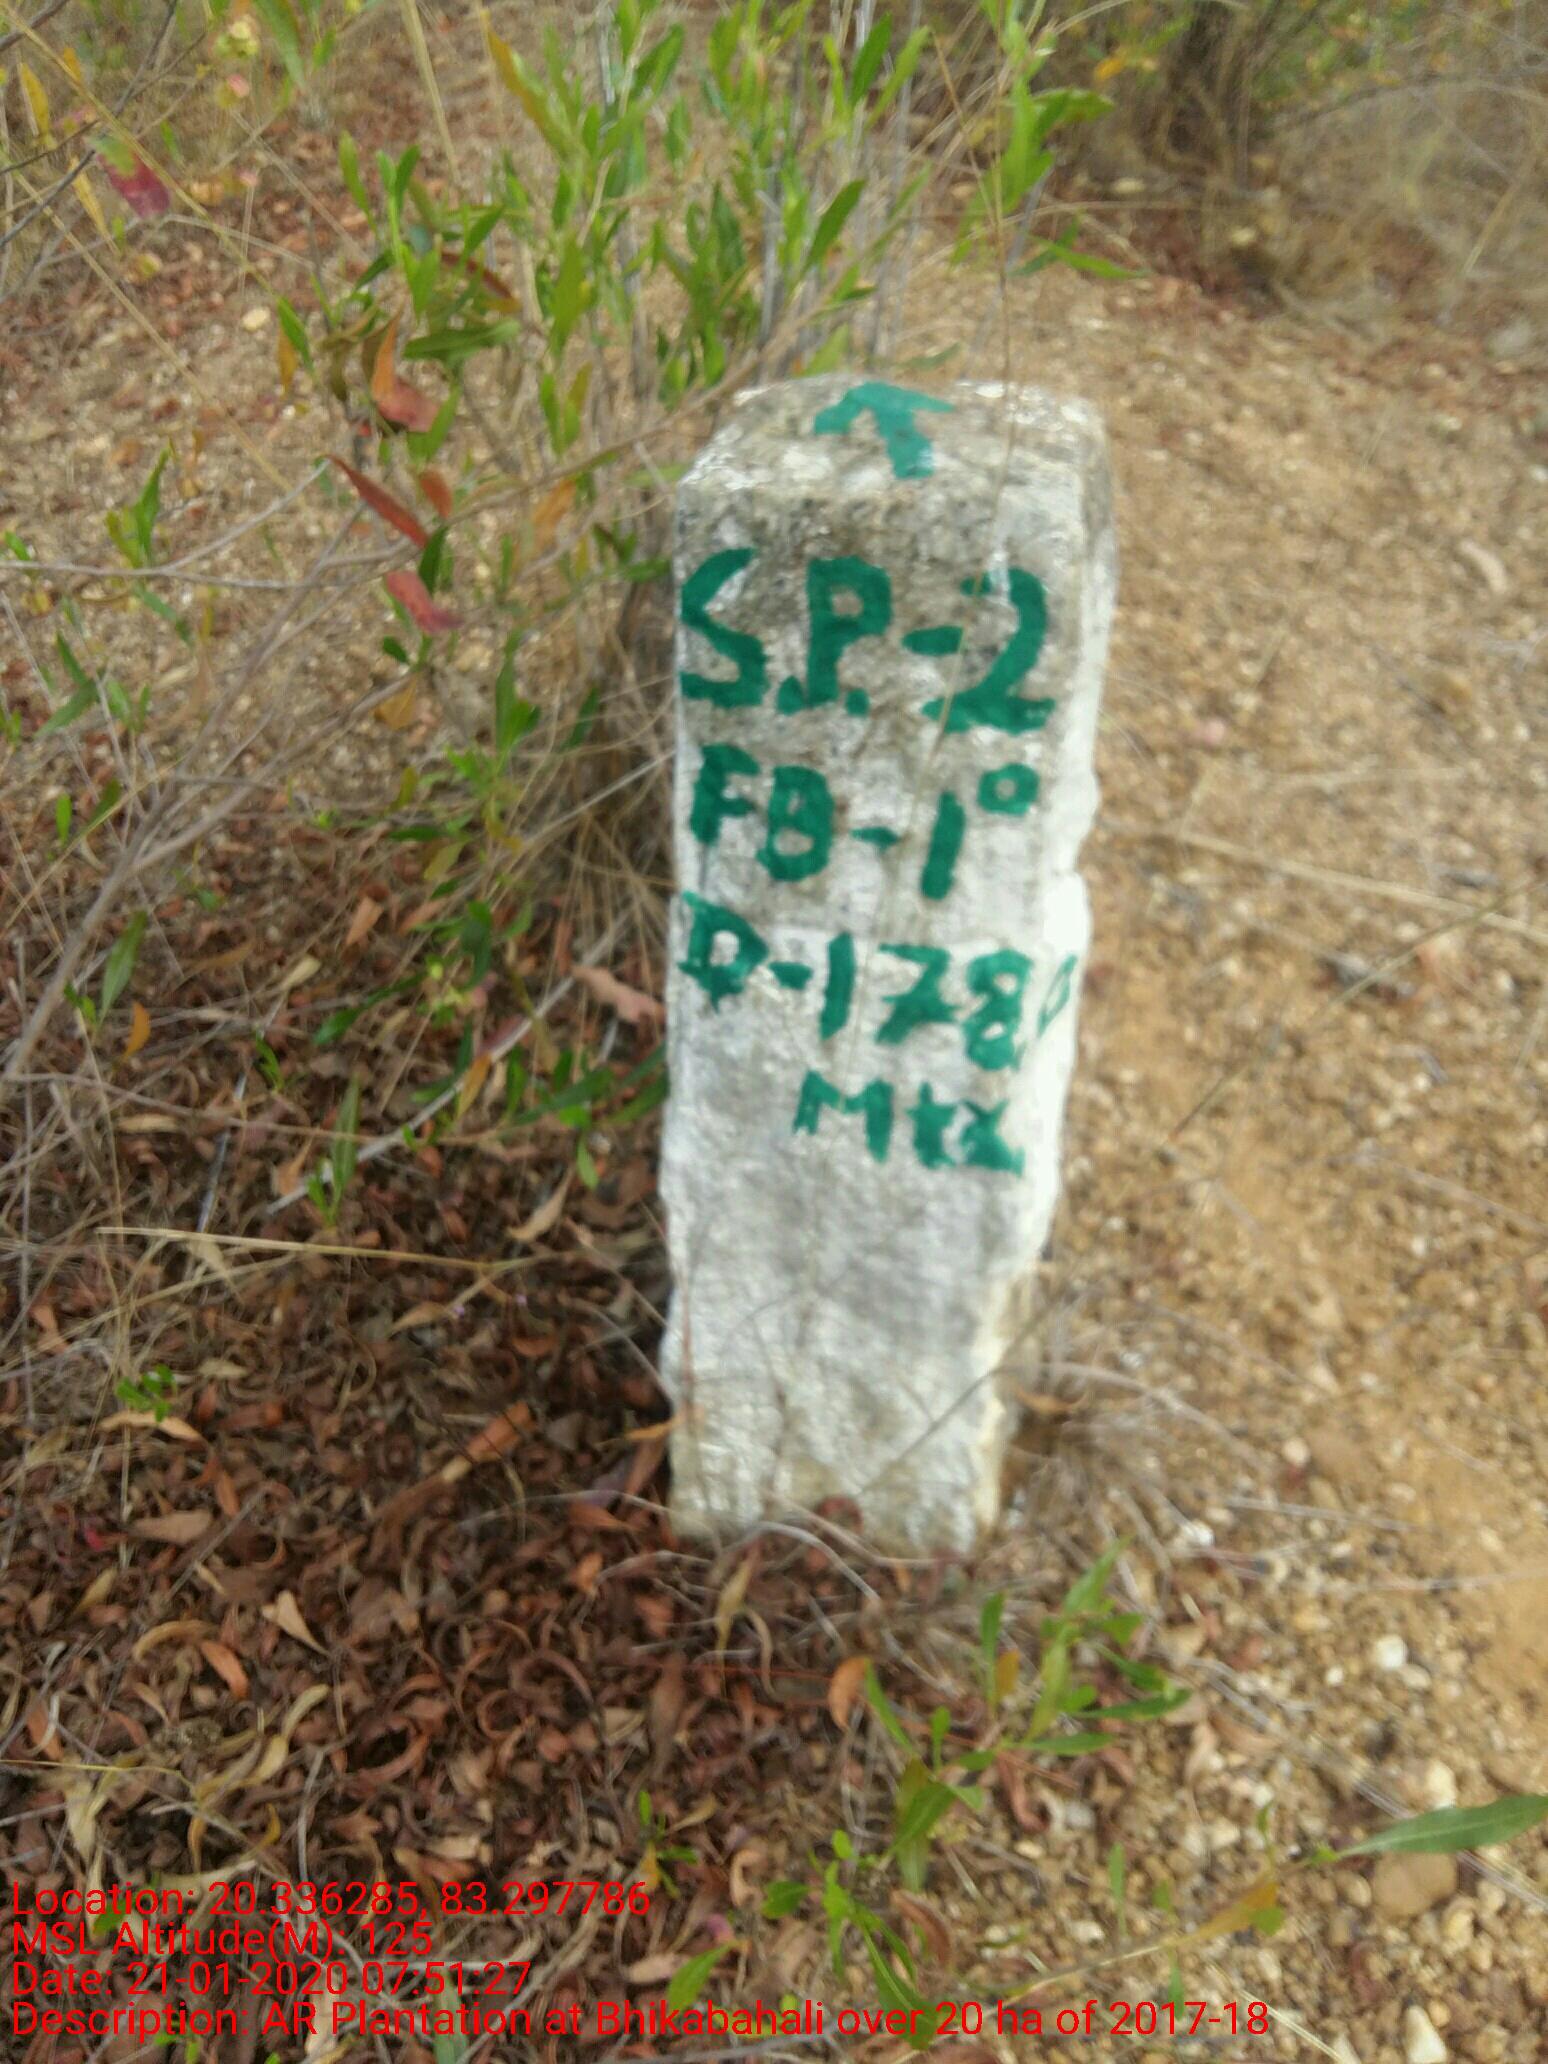 ↑
S.P.-2
FB-1°
D-178°
Mtx
Location: 20.336285, 83.297786
MSL Altitude(M): 125
Date: 21-01-2020 07:51:27
Description: AR Plantation at Bhikabahali over 20 ha of 2017-18